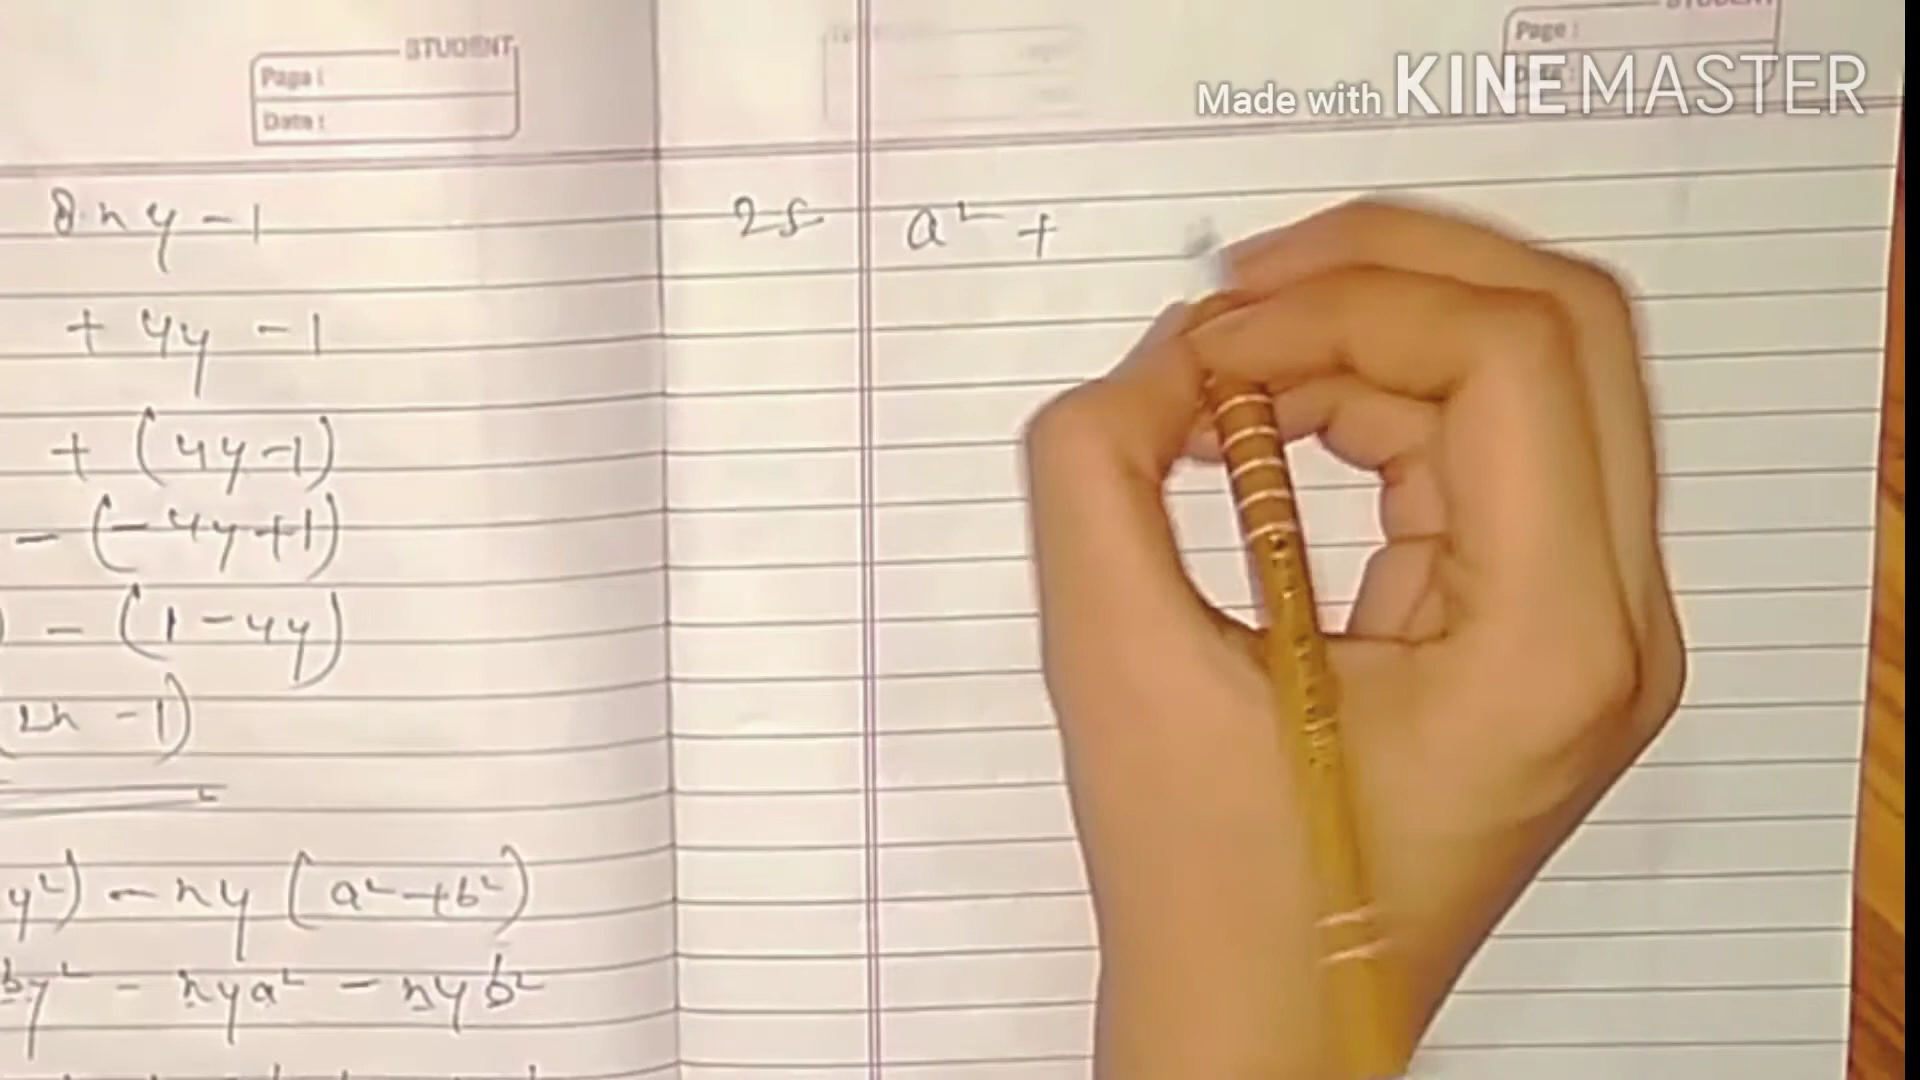 STUDENT
Page:
Date:
8xy - 1
+ 4y - 1
+ (4y-1)
- (-4y+1)
) - (1-4y)
(2x - 1)
y²) - xy (a²+b²)
by² - xya² - xyb²
STUDENT
Page:
Made with KINEMASTER
25 a² +